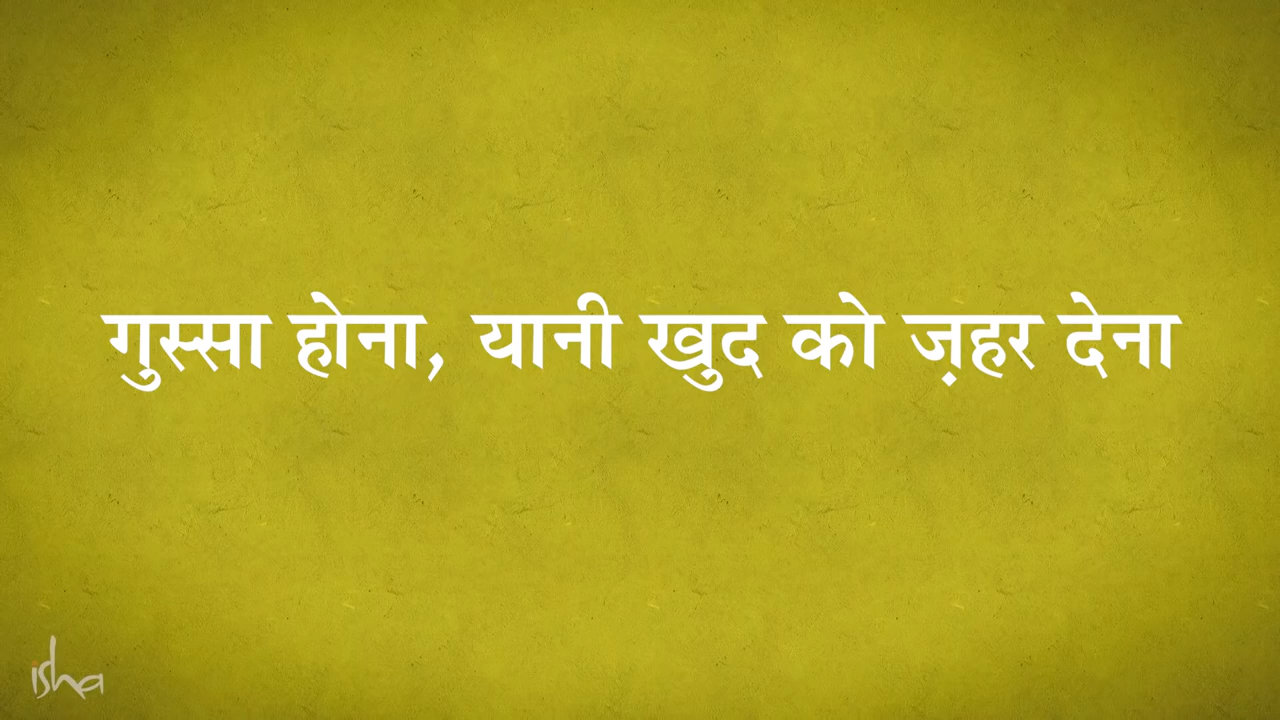 गुस्सा होना, यानी खुद को ज़हर देना
isha